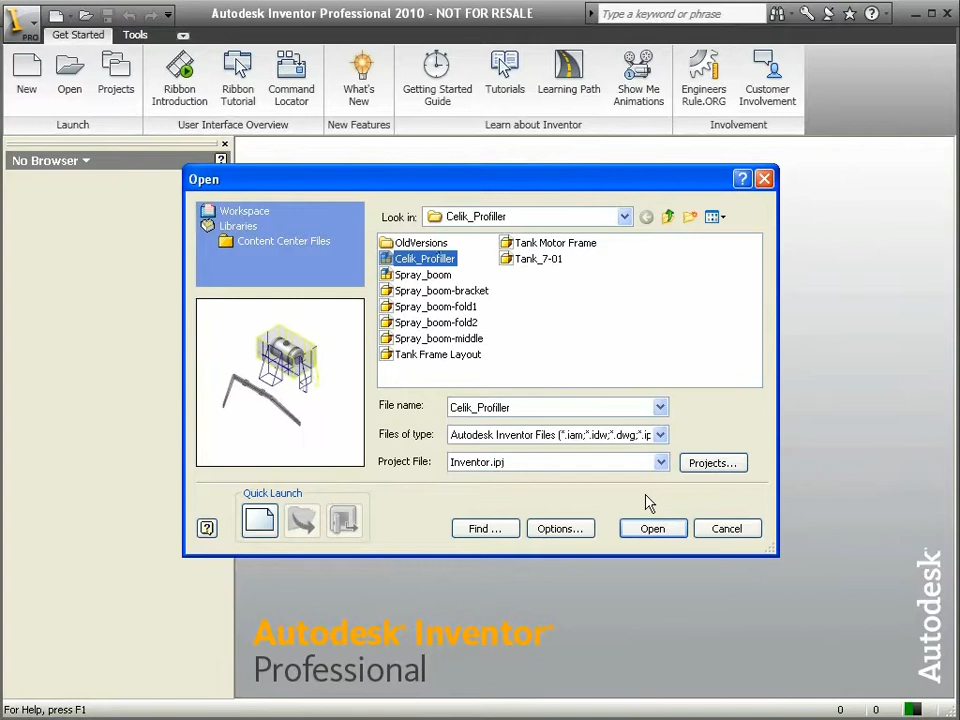 Autodesk Inventor Professional 2010 - NOT FOR RESALE
Type a keyword or phrase
PRO
Get Started
Tools
New
Open
Projects
Ribbon Introduction
Ribbon Tutorial
Command Locator
What's New
Getting Started Guide
Tutorials
Learning Path
Show Me Animations
Engineers Rule.ORG
Customer Involvement
Launch
User Interface Overview
New Features
Learn about Inventor
Involvement
No Browser
Open
Workspace
Libraries
Content Center Files
Look in:
Celik_Profiller
OldVersions
Celik_Profiller
Spray_boom
Spray_boom-bracket
Spray_boom-fold1
Spray_boom-fold2
Spray_boom-middle
Tank Frame Layout
Tank Motor Frame
Tank_7-01
File name:
Celik_Profiller
Files of type:
Autodesk Inventor Files (*.iam;*.idw;*.dwg;*.ip
Project File:
Inventor.ipj
Projects...
Quick Launch
Find ...
Options...
Open
Cancel
Autodesk Inventor
Professional
Autodesk
For Help, press F1
0
0